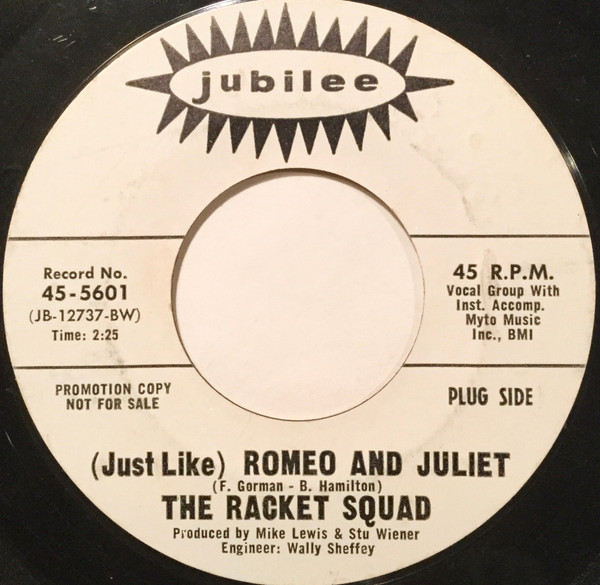 jubilee
Record No.
45-5601
(JB-12737-BW)
Time: 2:25
45 R.P.M.
Vocal Group With
Inst. Accomp.
Myto Music
Inc., BMI
PROMOTION COPY
NOT FOR SALE
PLUG SIDE
(Just Like) ROMEO AND JULIET
(F. Gorman - B. Hamilton)
THE RACKET SQUAD
Produced by Mike Lewis & Stu Wiener
Engineer: Wally Sheffey